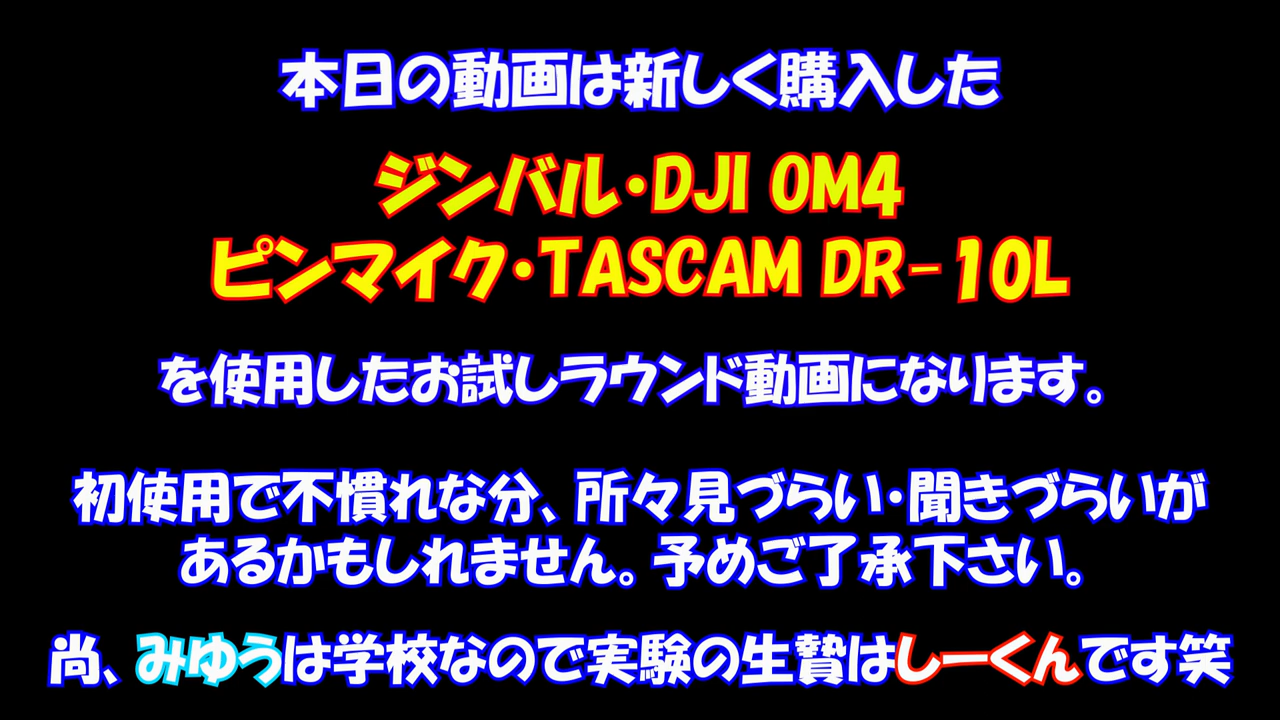 本日の動画は新しく購入した
ジンバル・DJI OM4
ピンマイク・TASCAM DR-10L
を使用したお試しラウンド動画になります。
初使用で不慣れな分、所々見づらい・聞きづらいが
あるかもしれません。予めご了承下さい。
尚、みゆうは学校なので実験の生贄はしーくんです笑